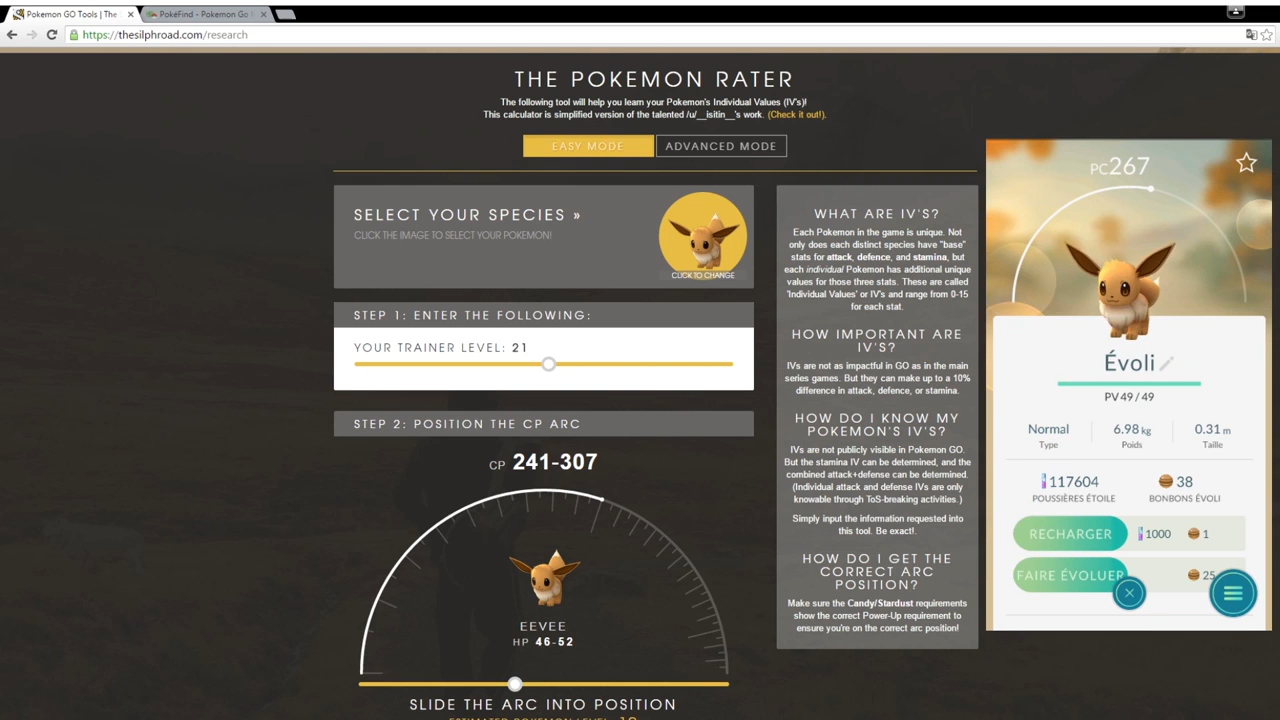 Pokemon GO Tools | The
PokéFind - Pokemon Go
https://thesilphroad.com/research
THE POKEMON RATER
The following tool will help you learn your Pokemon's Individual Values (IV's)!
This calculator is simplified version of the talented /u/__isitin__'s work. (Check it out!).
EASY MODE
ADVANCED MODE
SELECT YOUR SPECIES »
CLICK THE IMAGE TO SELECT YOUR POKEMON!
CLICK TO CHANGE
STEP 1: ENTER THE FOLLOWING:
YOUR TRAINER LEVEL: 21
STEP 2: POSITION THE CP ARC
CP 241-307
EEVEE
HP 46-52
SLIDE THE ARC INTO POSITION
WHAT ARE IV'S?
Each Pokemon in the game is unique. Not
only does each distinct species have "base"
stats for attack, defence, and stamina, but
each individual Pokemon has additional unique
values for those three stats. These are called
'Individual Values' or IV's and range from 0-15
for each stat.
HOW IMPORTANT ARE
IV'S?
IVs are not as impactful in GO as in the main
series games. But they can make up to a 10%
difference in attack, defence, or stamina.
HOW DO I KNOW MY
POKEMON'S IV'S?
IVs are not publicly visible in Pokemon GO.
But the stamina IV can be determined, and the
combined attack+defense can be determined.
(Individual attack and defense IVs are only
knowable through ToS-breaking activities.)
Simply input the information requested into
this tool. Be exact!.
HOW DO I GET THE
CORRECT ARC
POSITION?
Make sure the Candy/Stardust requirements
show the correct Power-Up requirement to
ensure you're on the correct arc position!
PC267
Évoli
PV 49 / 49
Normal
6.98 kg
0.31 m
Type
Poids
Taille
117604
38
POUSSIÈRES ÉTOILE
BONBONS ÉVOLI
RECHARGER
1000
1
FAIRE ÉVOLUER
25